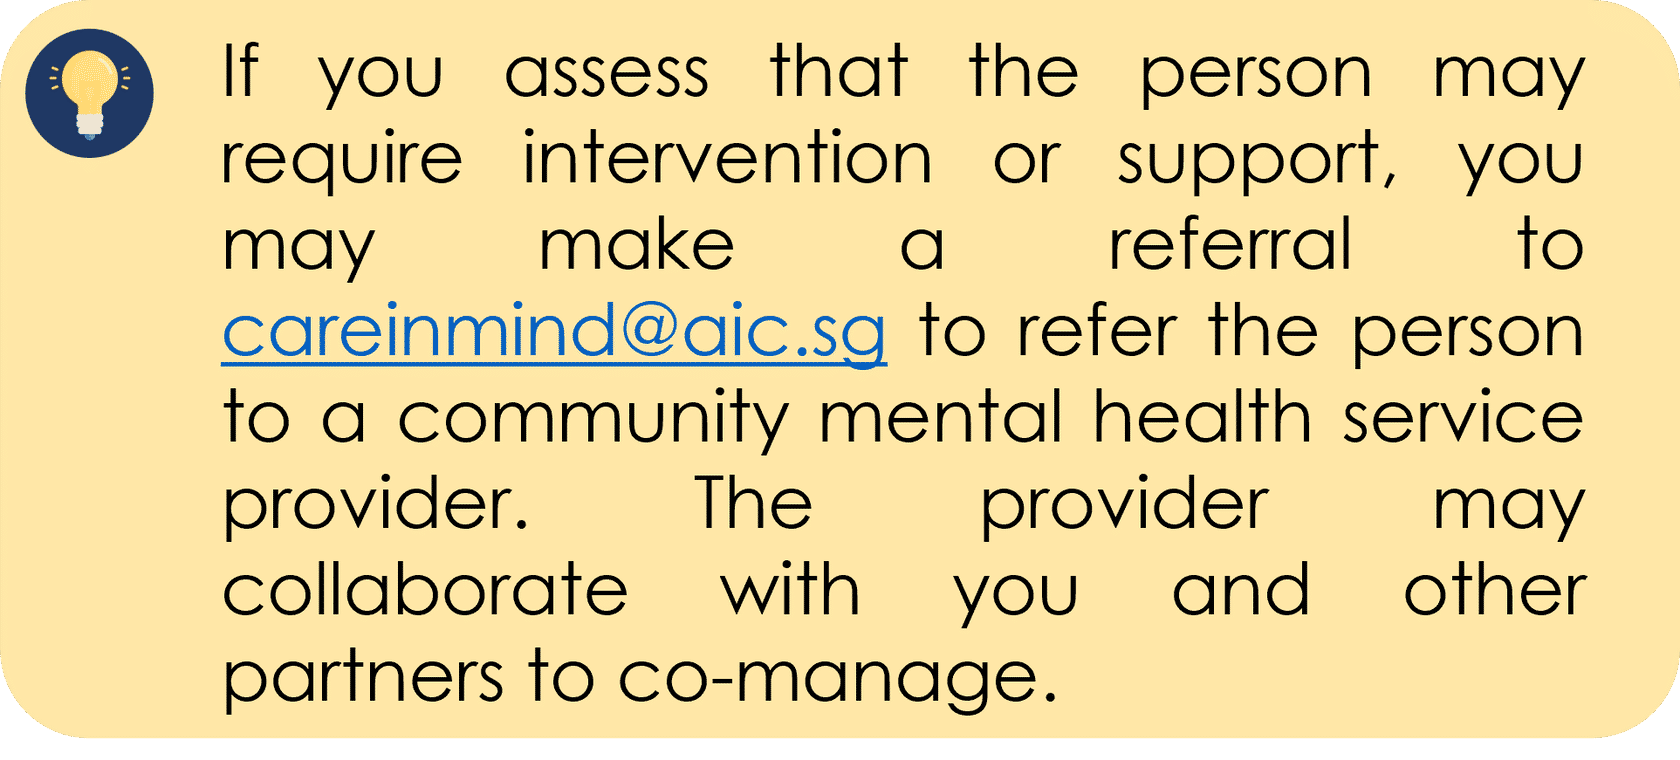 If you assess that the person may
require intervention or support, you
may make a referral to
careinmind@aic.sg to refer the person
to a community mental health service
provider. The provider may
collaborate with you and other
partners to co-manage.